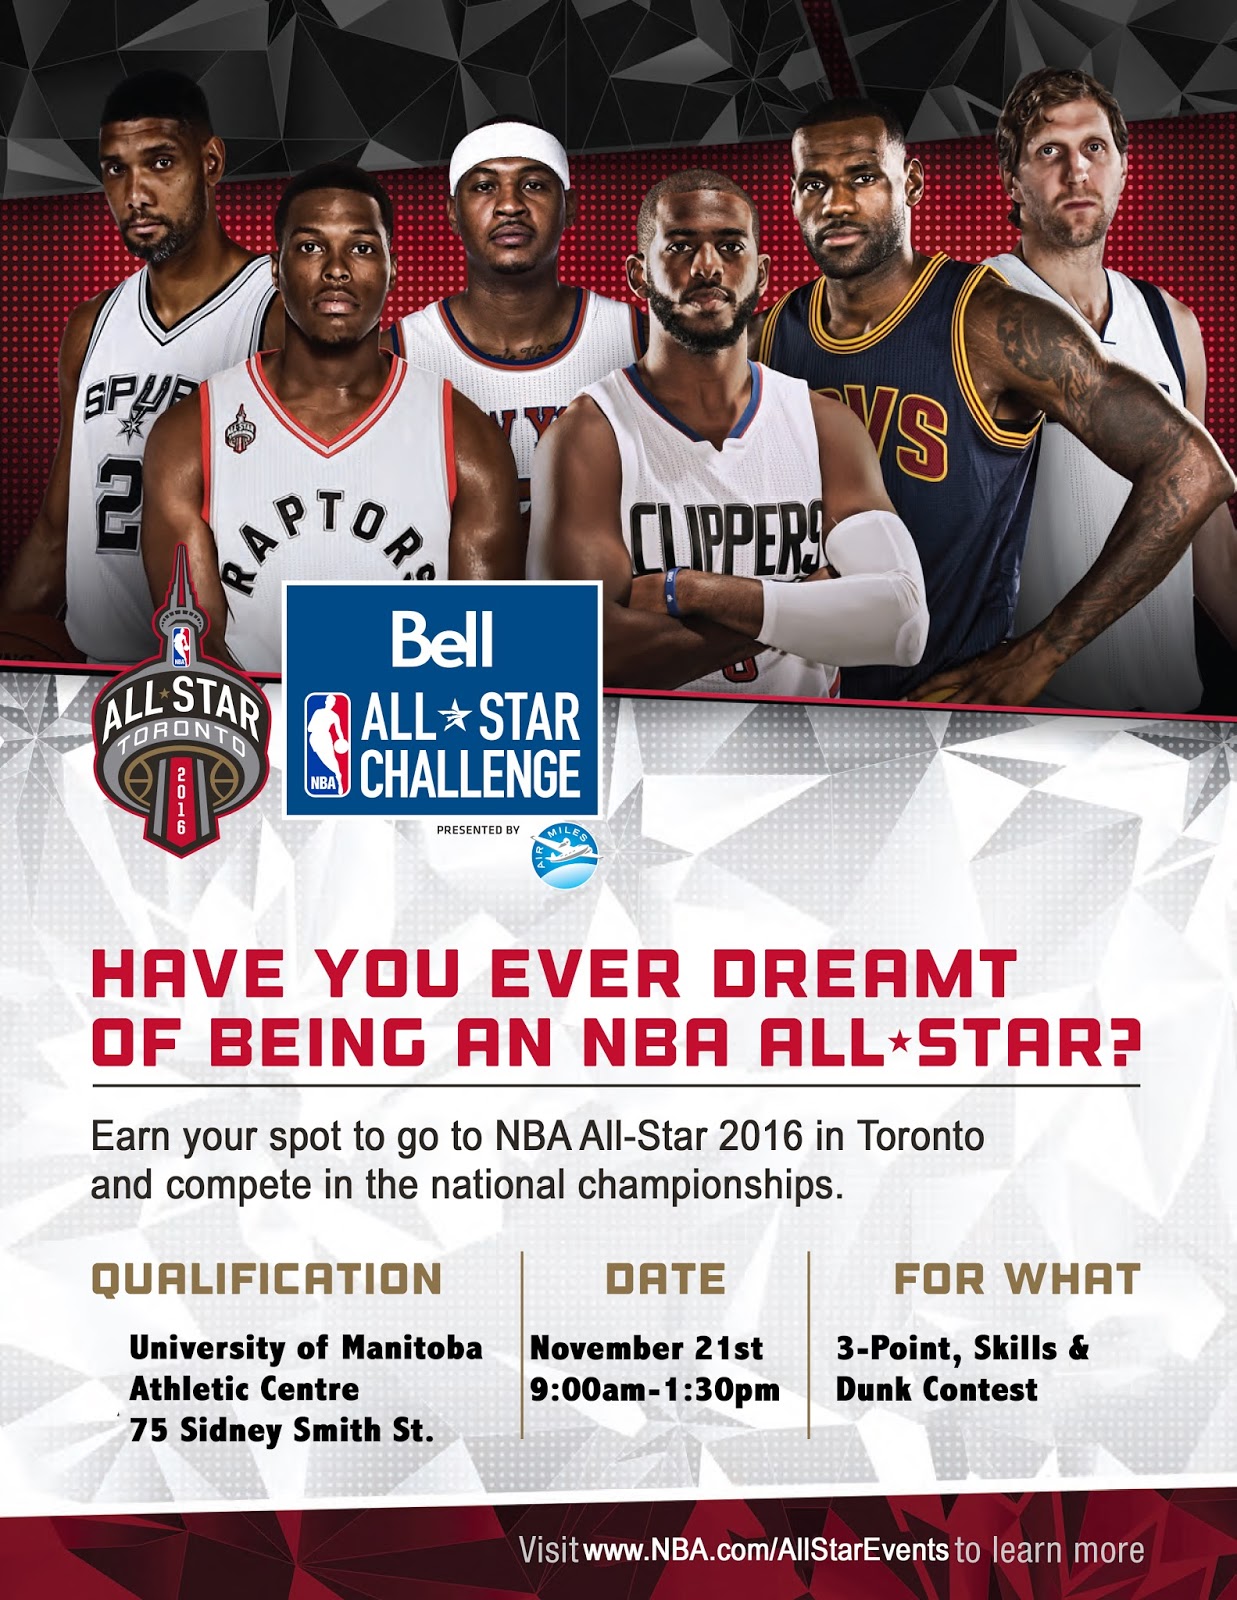 SPUR
2
RAPTORS
CLIPPERS
VS
ALL STAR
TORONTO
2016
NBA
Bell
NBA
ALL★STAR
CHALLENGE
PRESENTED BY
AIR MILES
HAVE YOU EVER DREAMT
OF BEING AN NBA ALL★STAR?
Earn your spot to go to NBA All-Star 2016 in Toronto
and compete in the national championships.
QUALIFICATION
University of Manitoba
Athletic Centre
75 Sidney Smith St.
DATE
November 21st
9:00am-1:30pm
FOR WHAT
3-Point, Skills &
Dunk Contest
Visit www.NBA.com/AllStarEvents to learn more